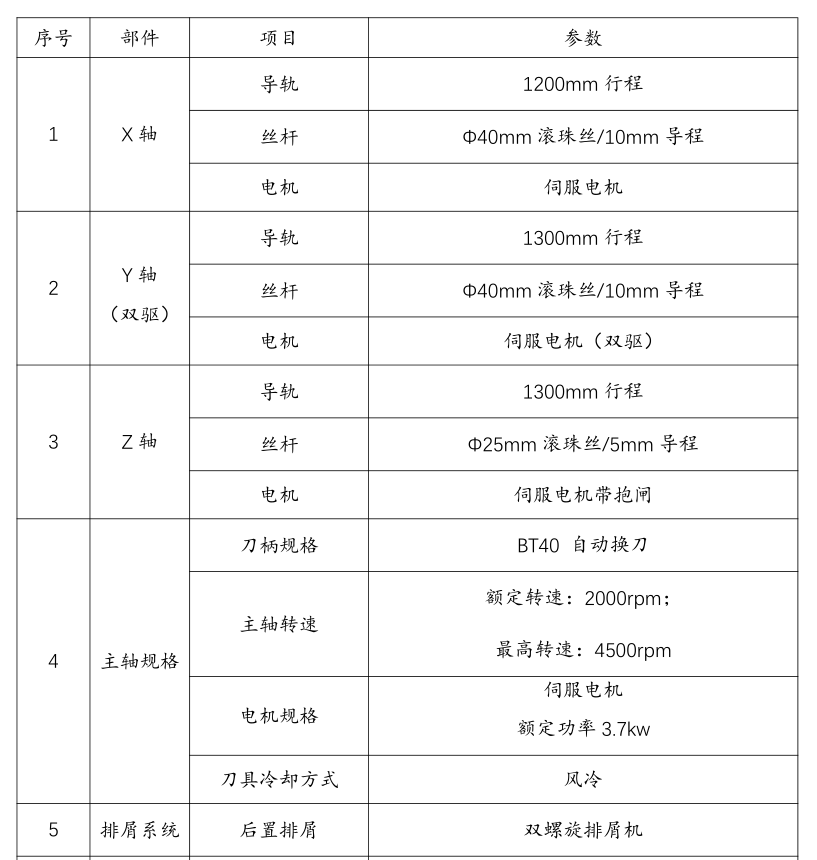 序号 部件 项目 参数
导轨 1200mm 行程
1 X 轴 丝杆 Φ40mm 滚珠丝/10mm 导程
电机 伺服电机
导轨 1300mm 行程
2 Y 轴
（双驱） 丝杆 Φ40mm 滚珠丝/10mm 导程
电机 伺服电机（双驱）
导轨 1300mm 行程
3 Z 轴 丝杆 Φ25mm 滚珠丝/5mm 导程
电机 伺服电机带抱闸
4 主轴规格 刀柄规格 BT40 自动换刀
主轴转速 额定转速：2000rpm；
最高转速：4500rpm
电机规格 伺服电机
额定功率 3.7kw
刀具冷却方式 风冷
5 排屑系统 后置排屑 双螺旋排屑机